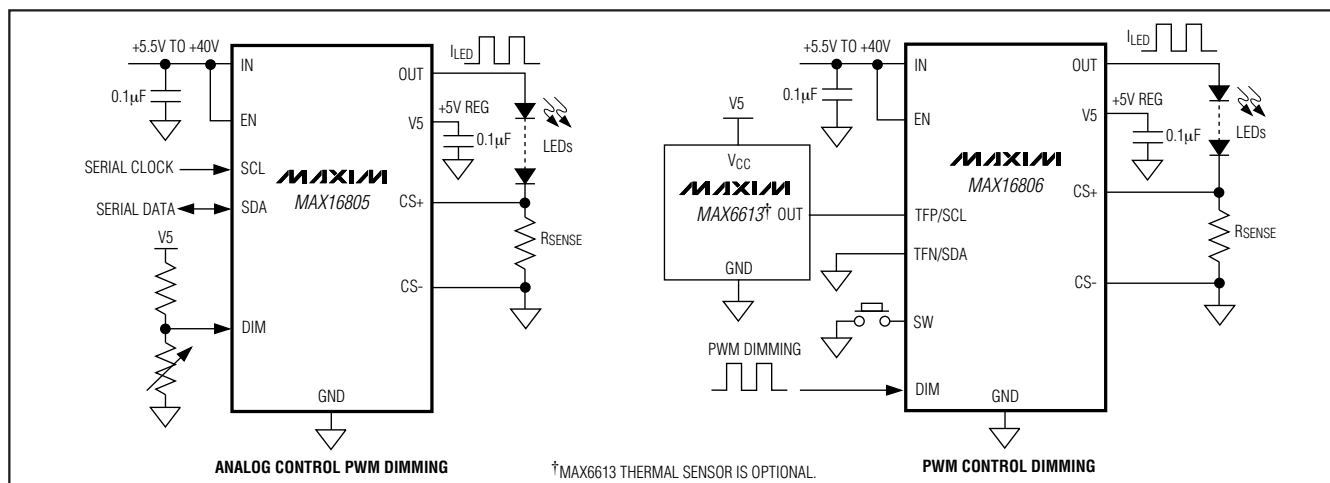 +5.5V TO +40V
IN
0.1µF
EN
SERIAL CLOCK
SCL
SERIAL DATA
SDA
V5
DIM
GND
MAXIM
MAX16805
OUT
ILED
V5
+5V REG
0.1µF
LEDs
CS+
RSENSE
CS-
ANALOG CONTROL PWM DIMMING
V5
VCC
MAXIM
MAX6613† OUT
GND
+5.5V TO +40V
IN
0.1µF
EN
TFP/SCL
TFN/SDA
SW
PWM DIMMING
DIM
GND
MAXIM
MAX16806
OUT
ILED
V5
+5V REG
0.1µF
LEDs
CS+
RSENSE
CS-
PWM CONTROL DIMMING
†MAX6613 THERMAL SENSOR IS OPTIONAL.